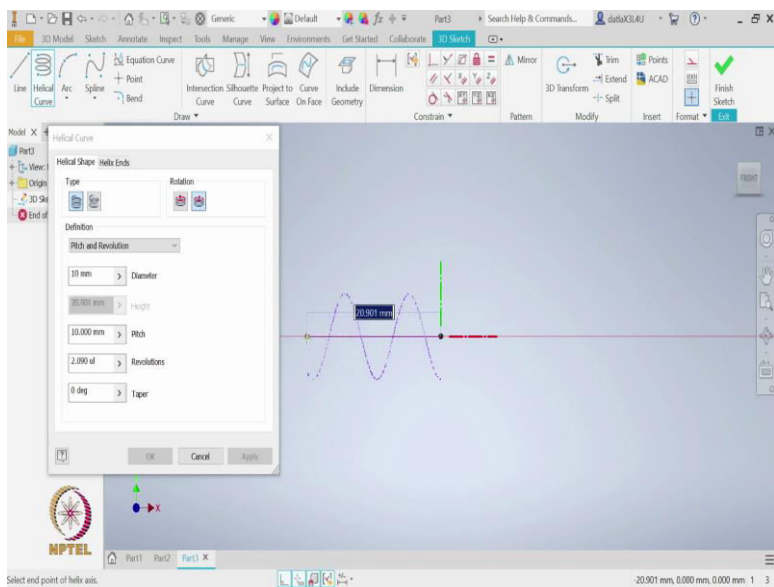 Generic Default Part3 Search Help & Commands... datlaX3L4U
File 3D Model Sketch Annotate Inspect Tools Manage View Environments Get Started Collaborate 3D Sketch
Line Helical Curve Arc Spline Equation Curve Point Bend Intersection Curve Silhouette Curve Project to Surface Curve On Face Include Geometry Dimension Mirror 3D Transform Trim Extend Split Points ACAD Finish Sketch
Draw Constrain Pattern Modify Insert Format Exit
Model
Part3
View:
Origin
3D Ske
End of
Helical Curve
Helical Shape Helix Ends
Type Rotation
Definition
Pitch and Revolution
10 mm Diameter
20.901 mm Height
10.000 mm Pitch
2.090 ul Revolutions
0 deg Taper
OK Cancel Apply
20.901 mm
FRONT
X
NPTEL
Part1 Part2 Part3
Select end point of helix axis.
-20.901 mm, 0.000 mm, 0.000 mm 1